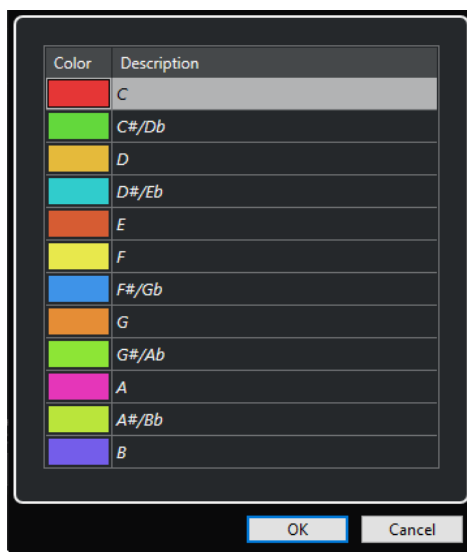 Color Description
C
C#/Db
D
D#/Eb
E
F
F#/Gb
G
G#/Ab
A
A#/Bb
B
OK Cancel